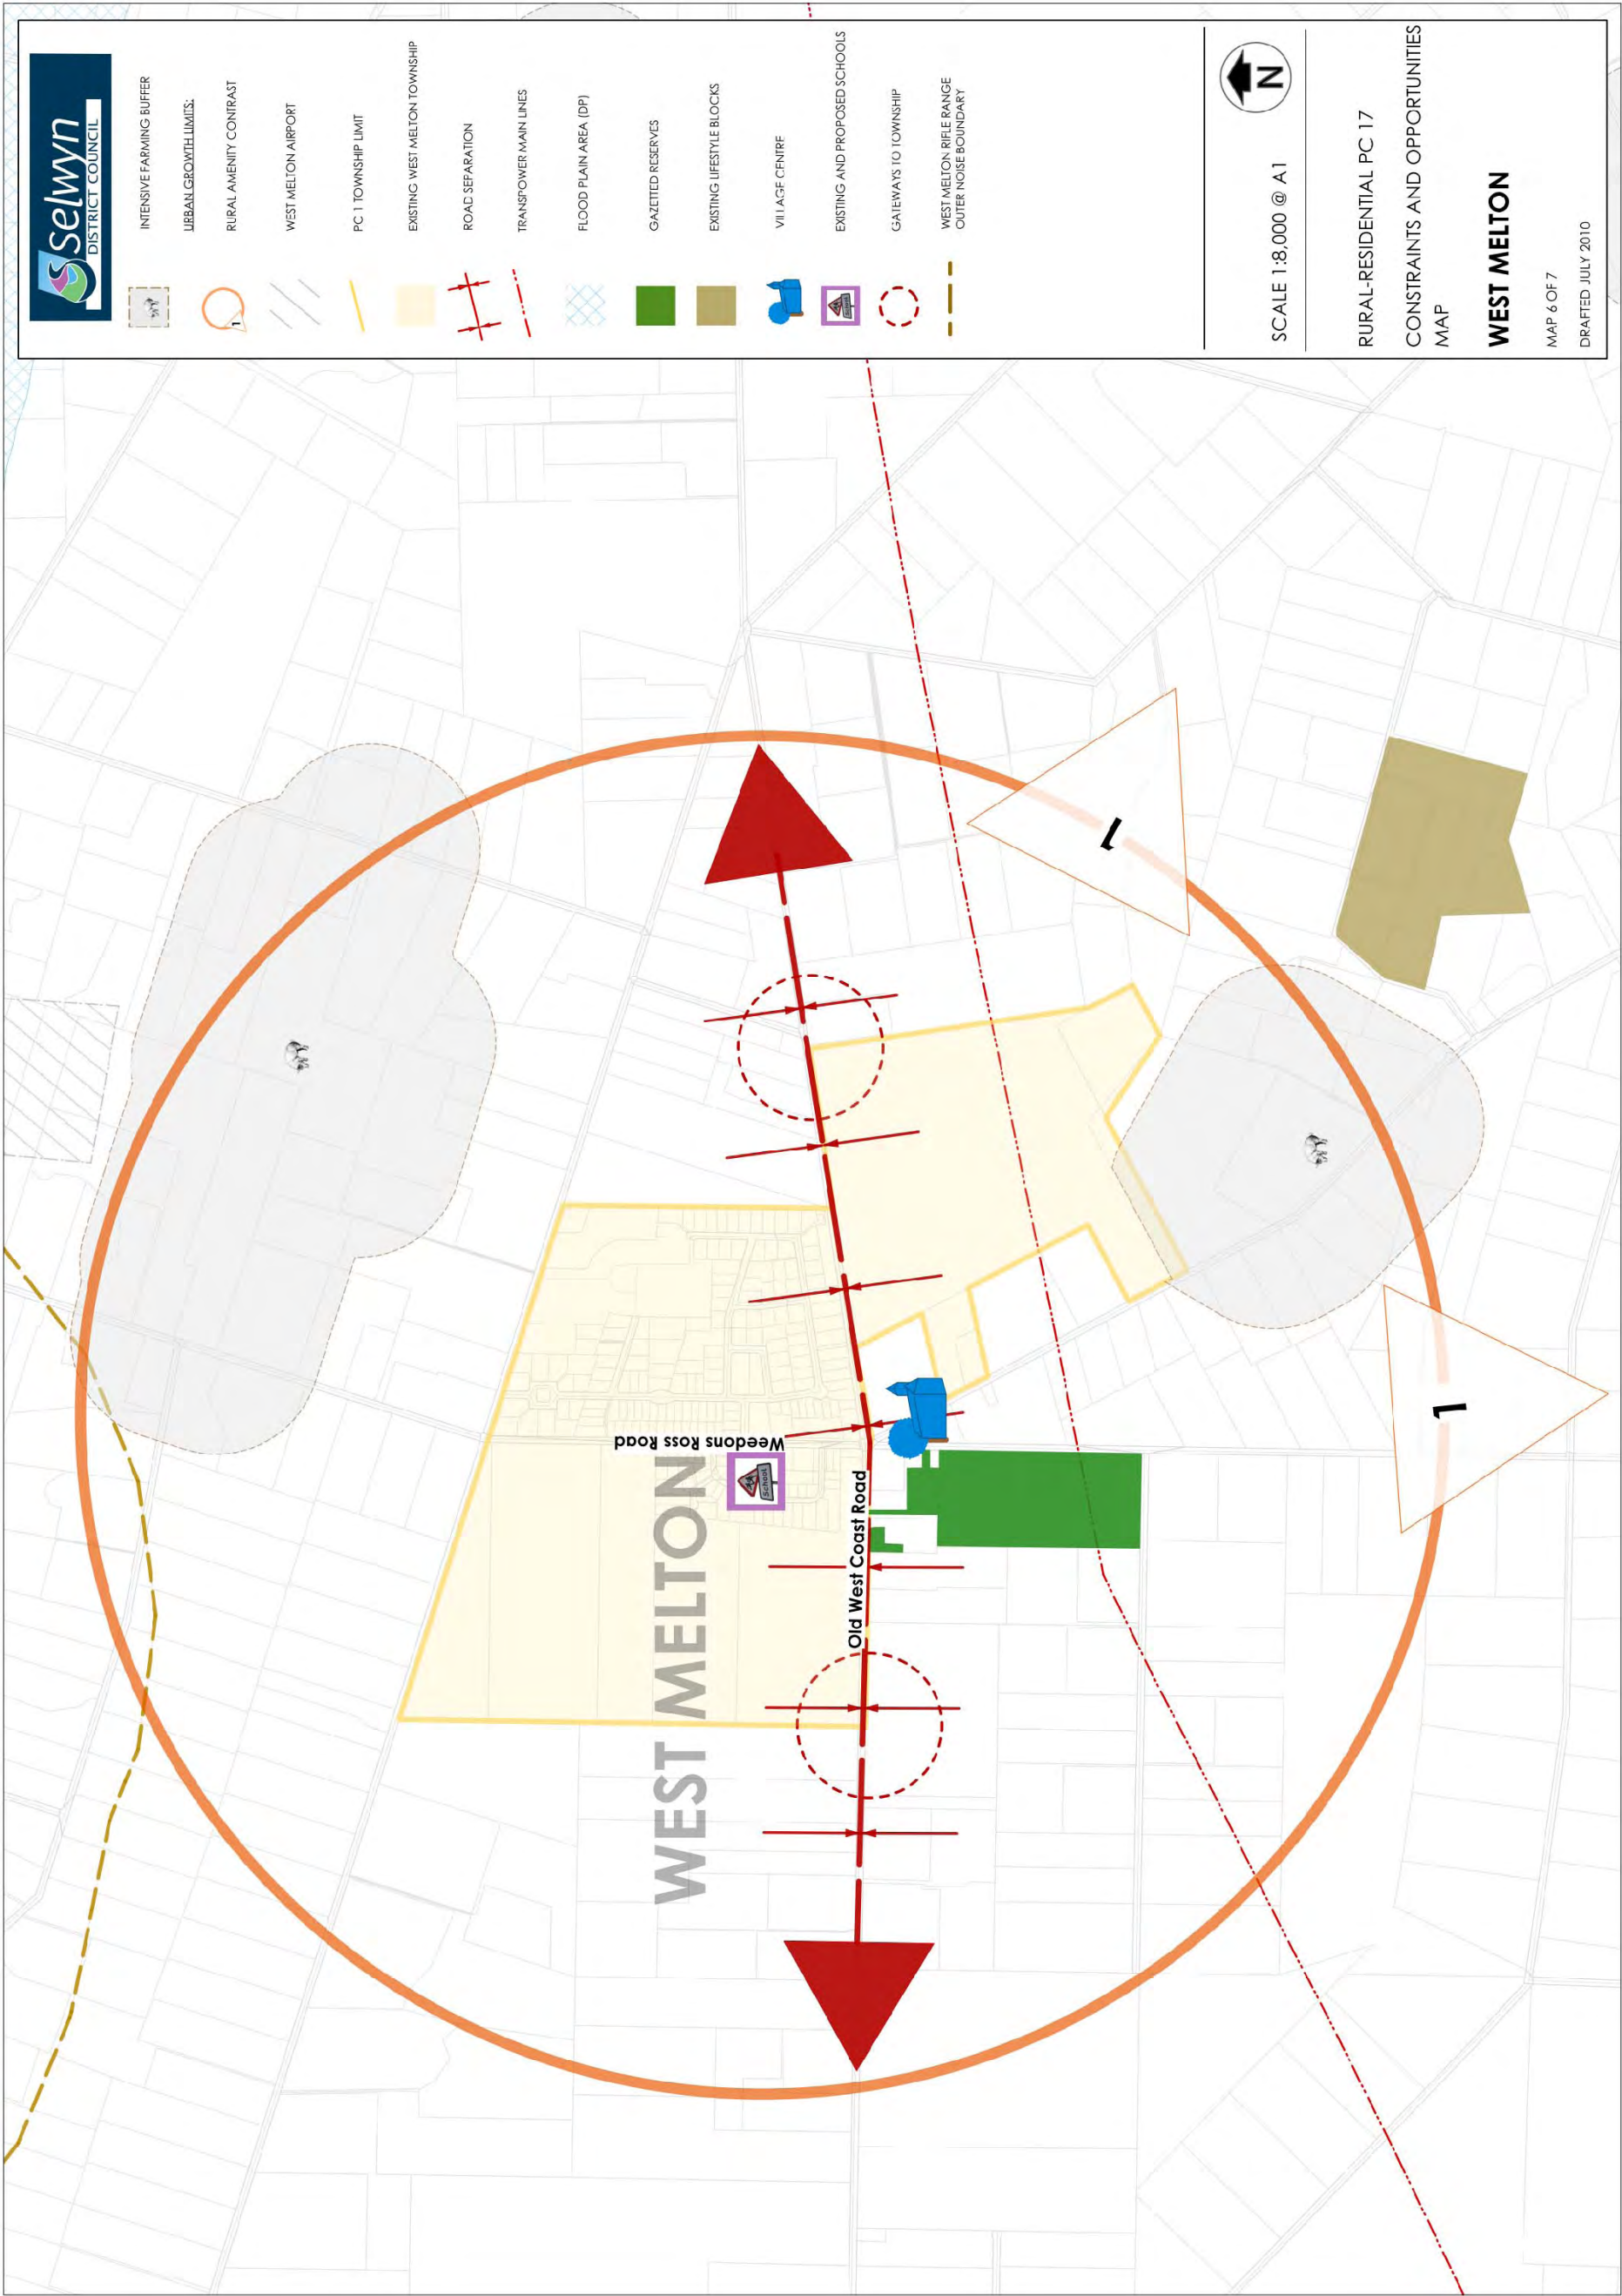 selwyn
DISTRICT COUNCIL
INTENSIVE FARMING BUFFER
URBAN GROWTH LIMITS:
RURAL AMENITY CONTRAST
1
WEST MELTON AIRPORT
PC 1 TOWNSHIP LIMIT
EXISTING WEST MELTON TOWNSHIP
ROAD SEPARATION
TRANSPOWER MAIN LINES
FLOOD PLAIN AREA (DP)
GAZETTED RESERVES
EXISTING LIFESTYLE BLOCKS
VILLAGE CENTRE
School
EXISTING AND PROPOSED SCHOOLS
GATEWAYS TO TOWNSHIP
WEST MELTON RIFLE RANGE
OUTER NOISE BOUNDARY
N
SCALE 1:8,000 @ A1
RURAL-RESIDENTIAL PC 17
CONSTRAINTS AND OPPORTUNITIES
MAP
WEST MELTON
MAP 6 OF 7
DRAFTED JULY 2010
WEST MELTON
Weedons Ross Road
School
Old West Coast Road
1
1